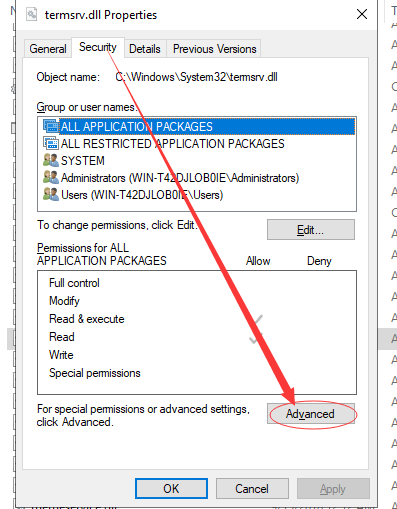 termsrv.dll Properties
General Security Details Previous Versions
Object name: C:\Windows\System32\termsrv.dll
Group or user names:
ALL APPLICATION PACKAGES
ALL RESTRICTED APPLICATION PACKAGES
SYSTEM
Administrators (WIN-T42DJLOB0IE\Administrators)
Users (WIN-T42DJLOB0IE\Users)
To change permissions, click Edit.
Edit...
Permissions for ALL
APPLICATION PACKAGES Allow Deny
Full control
Modify
Read & execute
Read
Write
Special permissions
For special permissions or advanced settings,
click Advanced.
Advanced
OK Cancel Apply